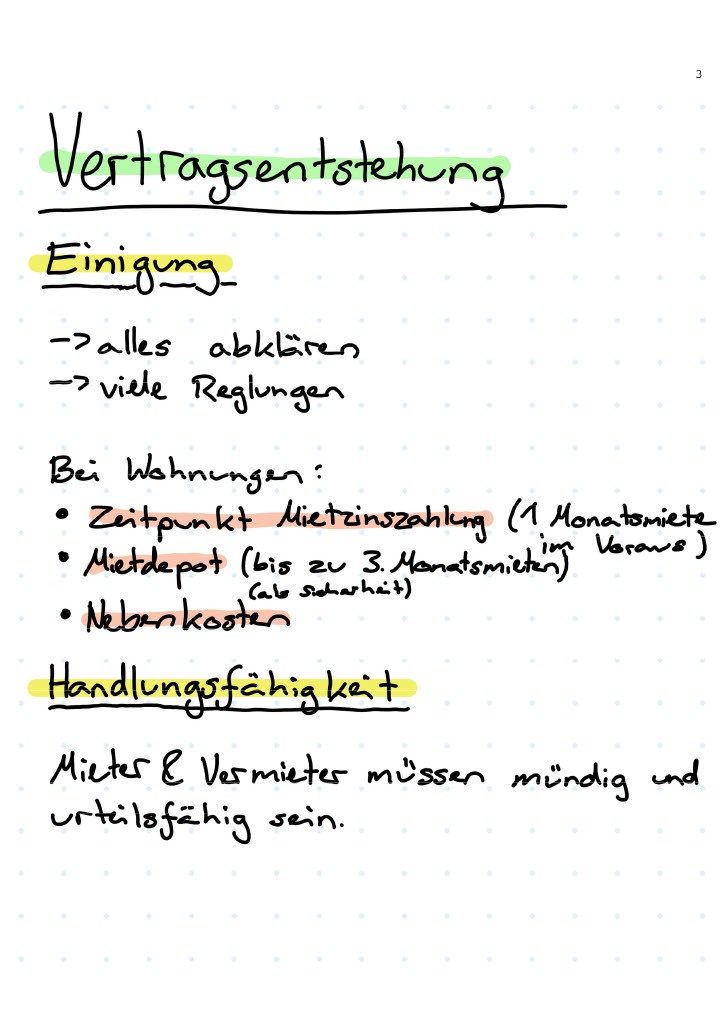 3
Vertragsentstehung
Einigung
-> alles abklären
-> viele Reglungen
Bei Wohnungen:
• Zeitpunkt Mietzinszahlung (1 Monatsmiete
im Voraus)
• Mietdepot (bis zu 3. Monatsmieten)
(als Sicherheit)
• Nebenkosten
Handlungsfähigkeit
Mieter & Vermieter müssen mündig und
urteilsfähig sein.